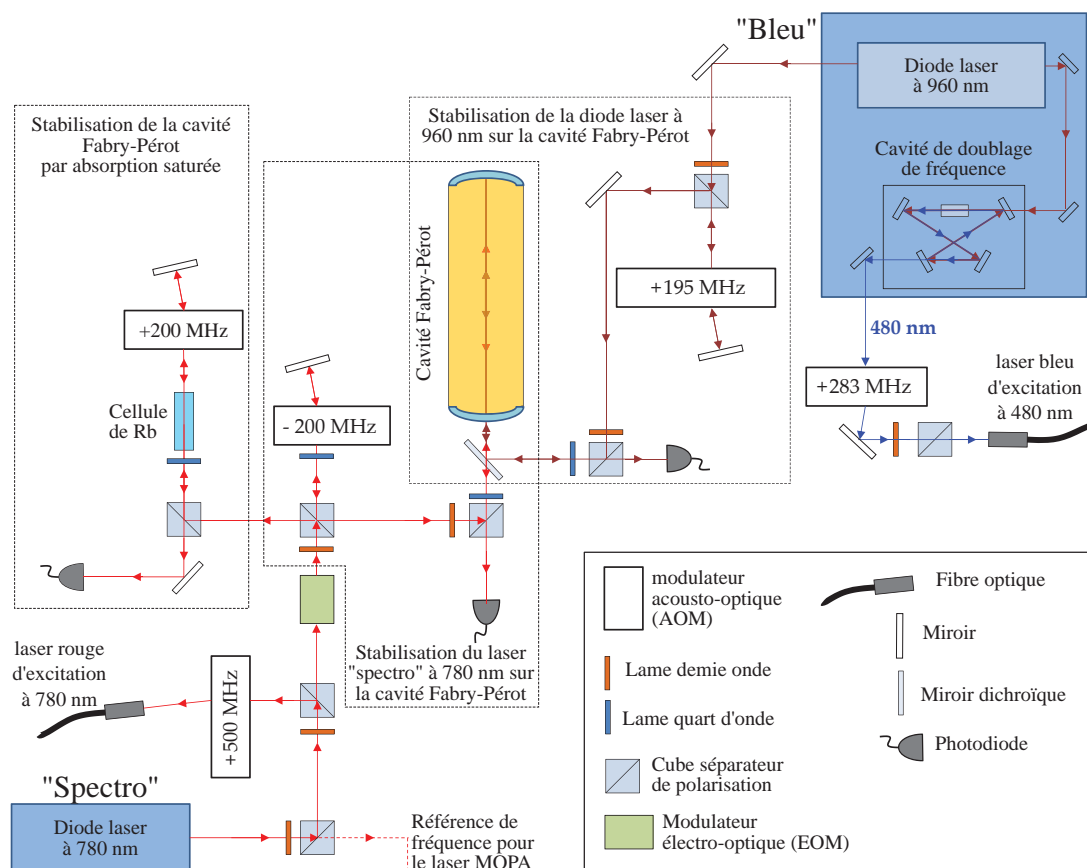 "Bleu"
Diode laser
à 960 nm
Cavité de doublage
de fréquence
Stabilisation de la cavité
Fabry-Pérot
par absorption saturée
Stabilisation de la diode laser à
960 nm sur la cavité Fabry-Pérot
Cavité Fabry-Pérot
+200 MHz
Cellule
de Rb
- 200 MHz
+195 MHz
480 nm
+283 MHz
laser bleu
d'excitation
à 480 nm
Stabilisation du laser
"spectro" à 780 nm sur
la cavité Fabry-Pérot
laser rouge
d'excitation
à 780 nm
+500 MHz
"Spectro"
Diode laser
à 780 nm
Référence de
fréquence pour
le laser MOPA
modulateur
acousto-optique
(AOM)
Lame demie onde
Lame quart d'onde
Cube séparateur
de polarisation
Modulateur
électro-optique (EOM)
Fibre optique
Miroir
Miroir dichroïque
Photodiode